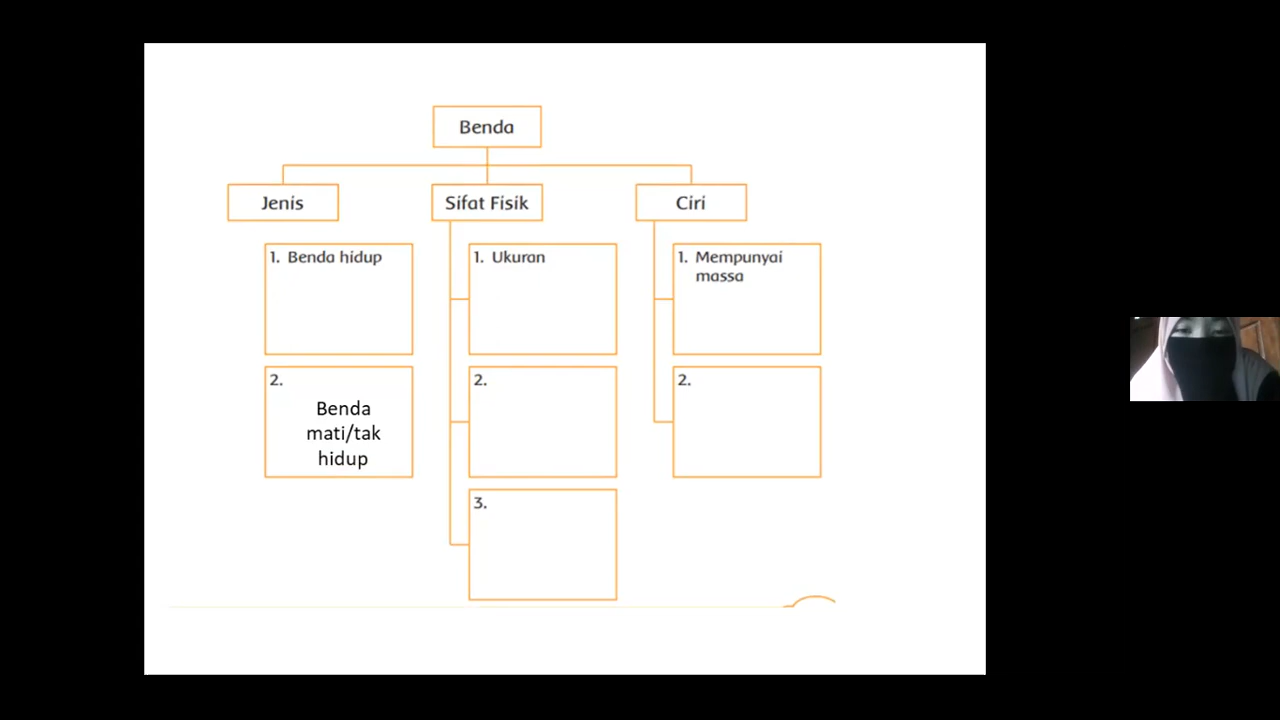 Benda
Jenis
Sifat Fisik
Ciri
1. Benda hidup
2.
Benda
mati/tak
hidup
1. Ukuran
2.
3.
1. Mempunyai
massa
2.